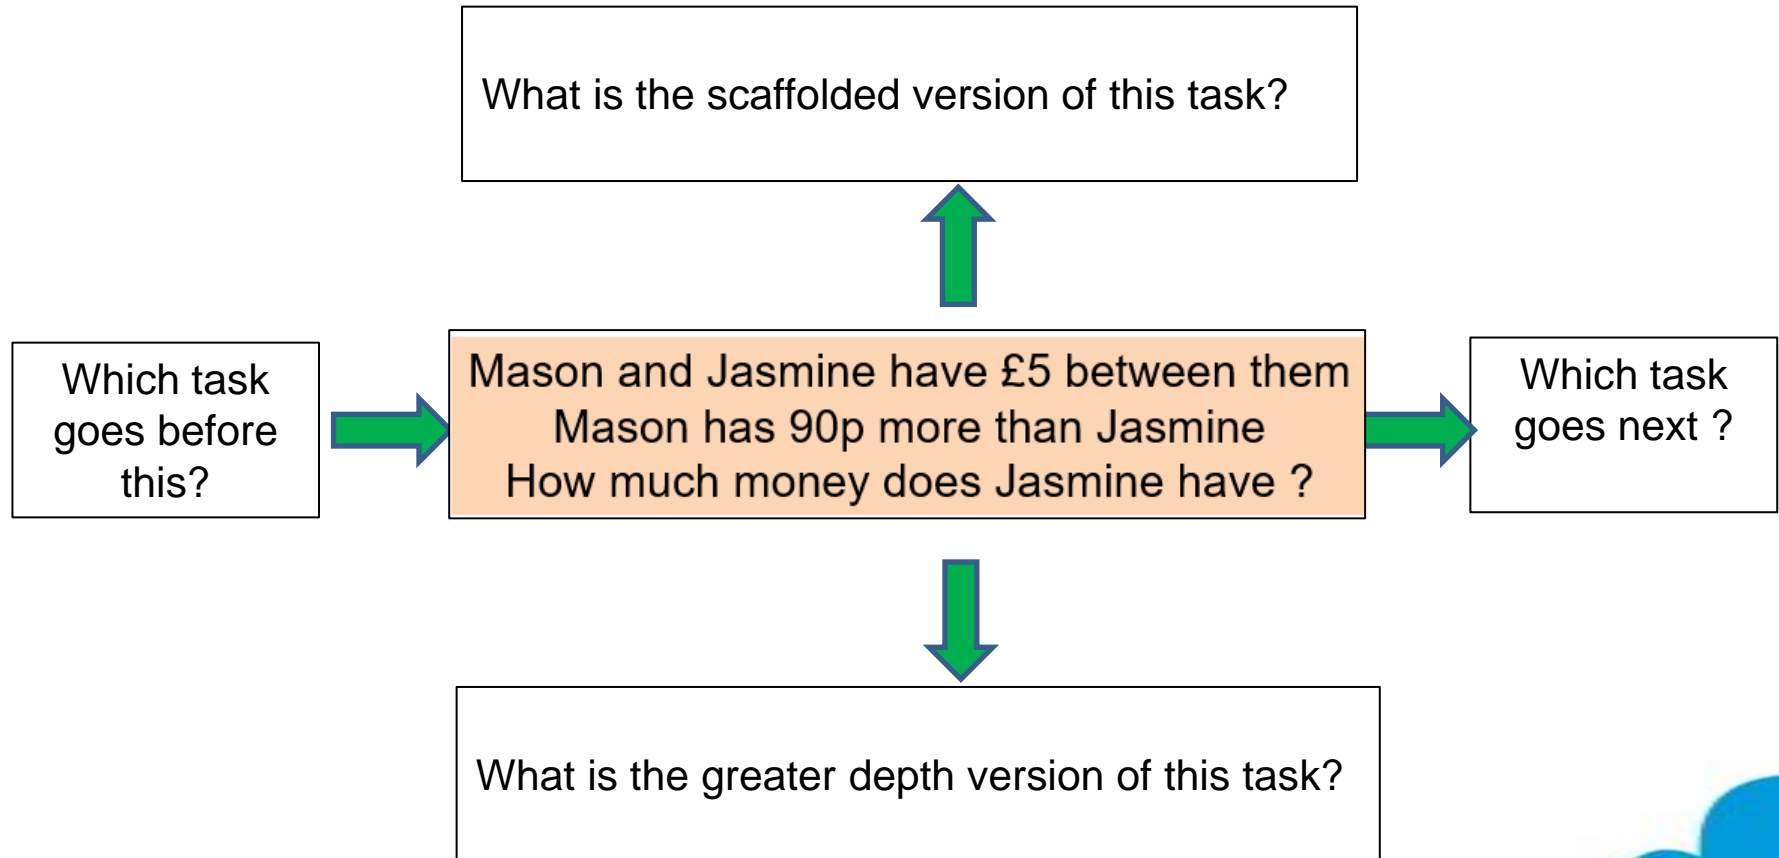 What is the scaffolded version of this task?
Which task
goes before
this?
Mason and Jasmine have £5 between them
Mason has 90p more than Jasmine
How much money does Jasmine have ?
Which task
goes next ?
What is the greater depth version of this task?